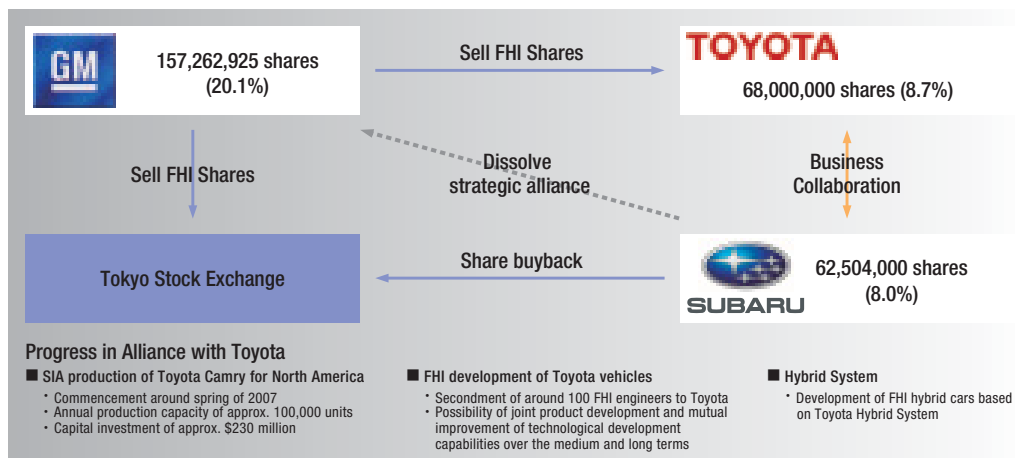 GM
157,262,925 shares
(20.1%)
Sell FHI Shares
TOYOTA
68,000,000 shares (8.7%)
Sell FHI Shares
Dissolve
strategic alliance
Business
Collaboration
Tokyo Stock Exchange
Share buyback
SUBARU
62,504,000 shares
(8.0%)
Progress in Alliance with Toyota
■ SIA production of Toyota Camry for North America
・Commencement around spring of 2007
・Annual production capacity of approx. 100,000 units
・Capital investment of approx. $230 million
■ FHI development of Toyota vehicles
・Secondment of around 100 FHI engineers to Toyota
・Possibility of joint product development and mutual
improvement of technological development
capabilities over the medium and long terms
■ Hybrid System
・Development of FHI hybrid cars based
on Toyota Hybrid System